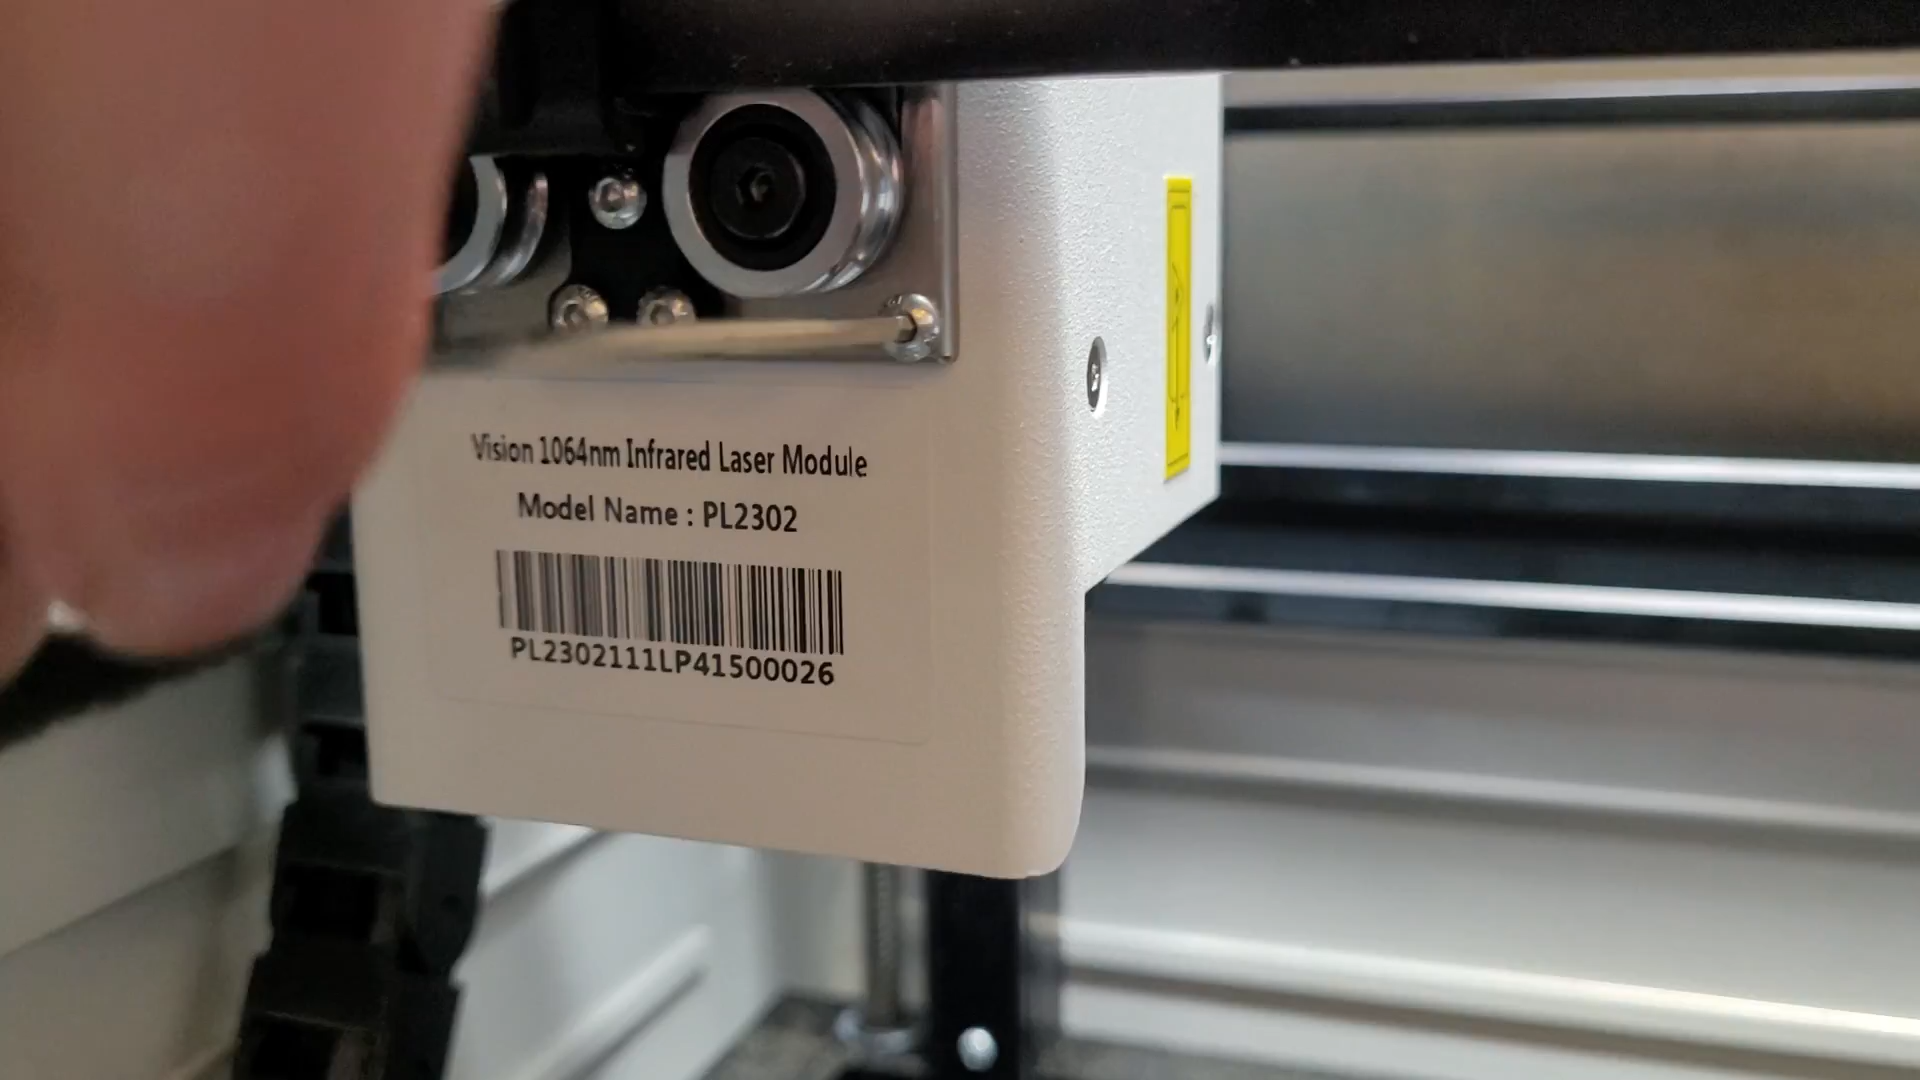 Vision 1064nm Infrared Laser Module
Model Name : PL2302
PL2302111LP41500026